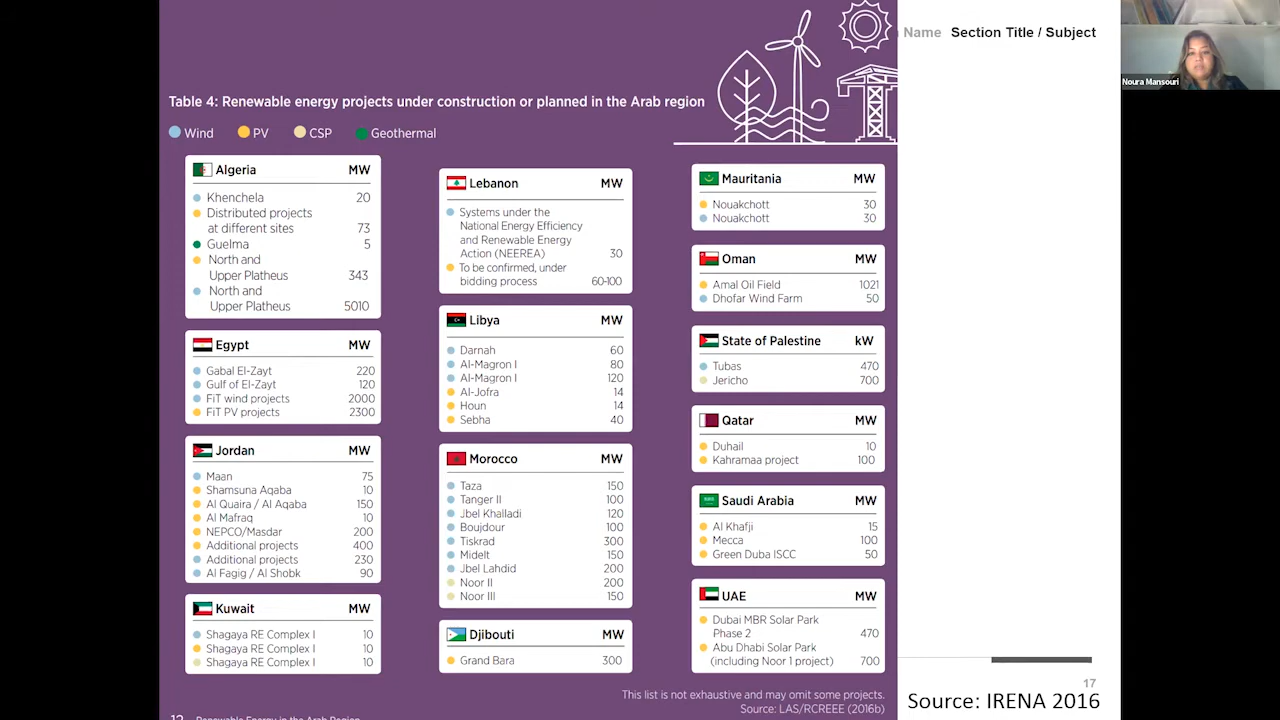 Name Section Title / Subject
Noura Mansouri
Table 4: Renewable energy projects under construction or planned in the Arab region
Wind PV CSP Geothermal
Algeria MW
Khenchela 20
Distributed projects
at different sites 73
Guelma 5
North and
Upper Platheus 343
North and
Upper Platheus 5010
Egypt MW
Gabal El-Zayt 220
Gulf of El-Zayt 120
FiT wind projects 2000
FiT PV projects 2300
Jordan MW
Maan 75
Shamsuna Aqaba 10
Al Quaira / Al Aqaba 150
Al Mafraq 10
NEPCO/Masdar 200
Additional projects 400
Additional projects 230
Al Fagig / Al Shobk 90
Kuwait MW
Shagaya RE Complex I 10
Shagaya RE Complex I 10
Shagaya RE Complex I 10
Lebanon MW
Systems under the
National Energy Efficiency
and Renewable Energy
Action (NEEREA) 30
To be confirmed, under
bidding process 60-100
Libya MW
Darnah 60
Al-Magron I 80
Al-Magron I 120
Al-Jofra 14
Houn 14
Sebha 40
Morocco MW
Taza 150
Tanger II 100
Jbel Khalladi 120
Boujdour 100
Tiskrad 300
Midelt 150
Jbel Lahdid 200
Noor II 200
Noor III 150
Djibouti MW
Grand Bara 300
Mauritania MW
Nouakchott 30
Nouakchott 30
Oman MW
Amal Oil Field 1021
Dhofar Wind Farm 50
State of Palestine kW
Tubas 470
Jericho 700
Qatar MW
Duhail 10
Kahramaa project 100
Saudi Arabia MW
Al Khafji 15
Mecca 100
Green Duba ISCC 50
UAE MW
Dubai MBR Solar Park
Phase 2 470
Abu Dhabi Solar Park
(including Noor 1 project) 700
This list is not exhaustive and may omit some projects.
Source: LAS/RCREEE (2016b)
12 Renewable Energy in the Arab Region
17
Source: IRENA 2016